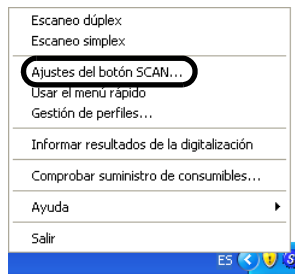 Escaneo dúplex
Escaneo simplex
Ajustes del botón SCAN...
Usar el menú rápido
Gestión de perfiles...
Informar resultados de la digitalización
Comprobar suministro de consumibles...
Ayuda
Salir
ES